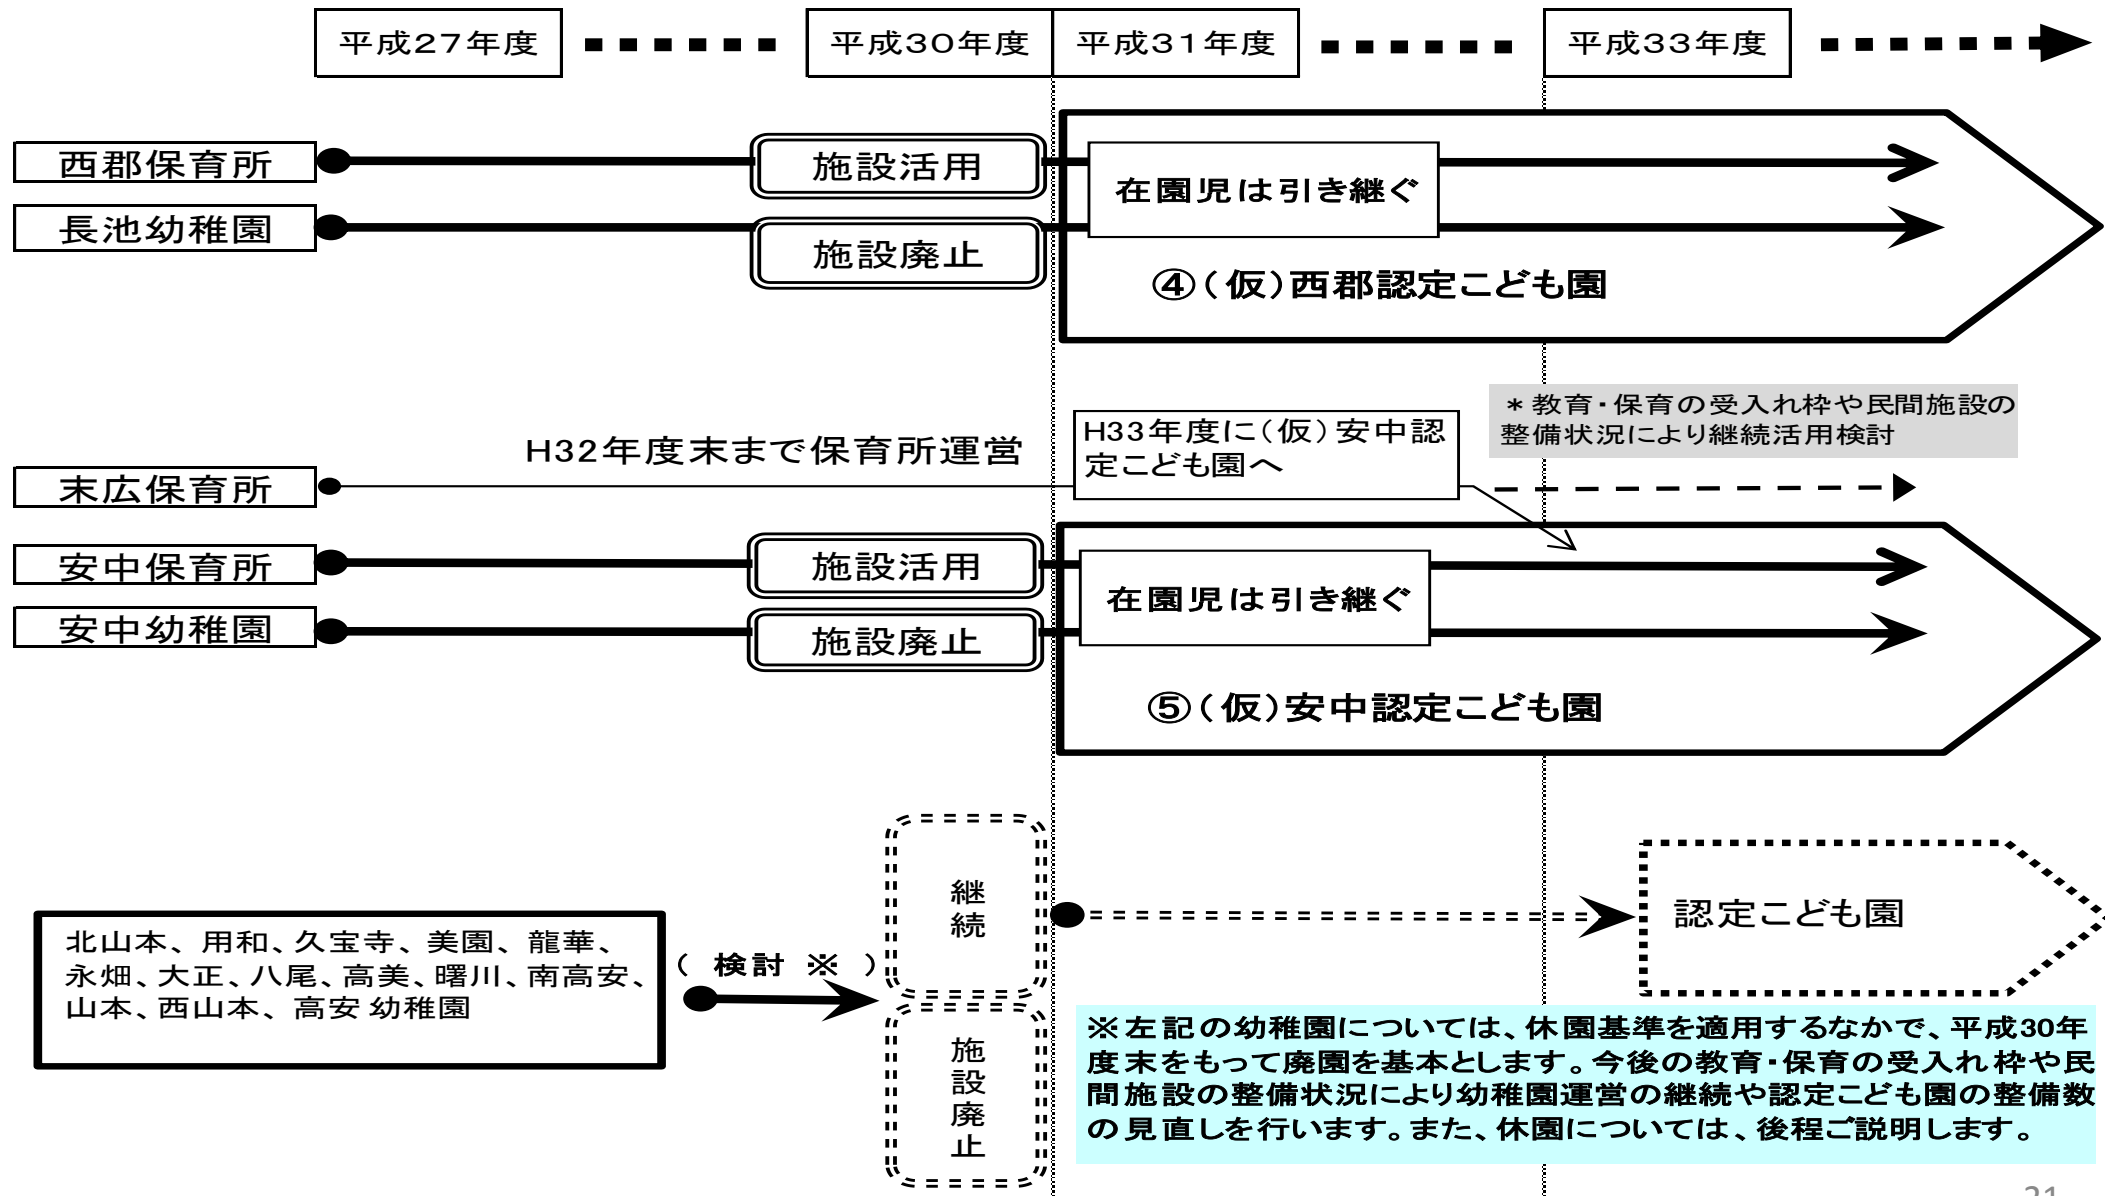 平成27年度
平成30年度
平成31年度
平成33年度
西郡保育所
施設活用
在園児は引き継ぐ
長池幼稚園
施設廃止
④(仮)西郡認定こども園
*教育・保育の受入れ枠や民間施設の
整備状況により継続活用検討
H32年度末まで保育所運営
H33年度に(仮)安中認
定こども園へ
末広保育所
安中保育所
施設活用
在園児は引き継ぐ
安中幼稚園
施設廃止
⑤(仮)安中認定こども園
継続
認定こども園
北山本、用和、久宝寺、美園、龍華、
永畑、大正、八尾、高美、曙川、南高安、
山本、西山本、高安幼稚園
(検討 ※ )
施設廃止
※左記の幼稚園については、休園基準を適用するなかで、平成30年
度末をもって廃園を基本とします。今後の教育・保育の受入れ枠や民
間施設の整備状況により幼稚園運営の継続や認定こども園の整備数
の見直しを行います。また、休園については、後程ご説明します。